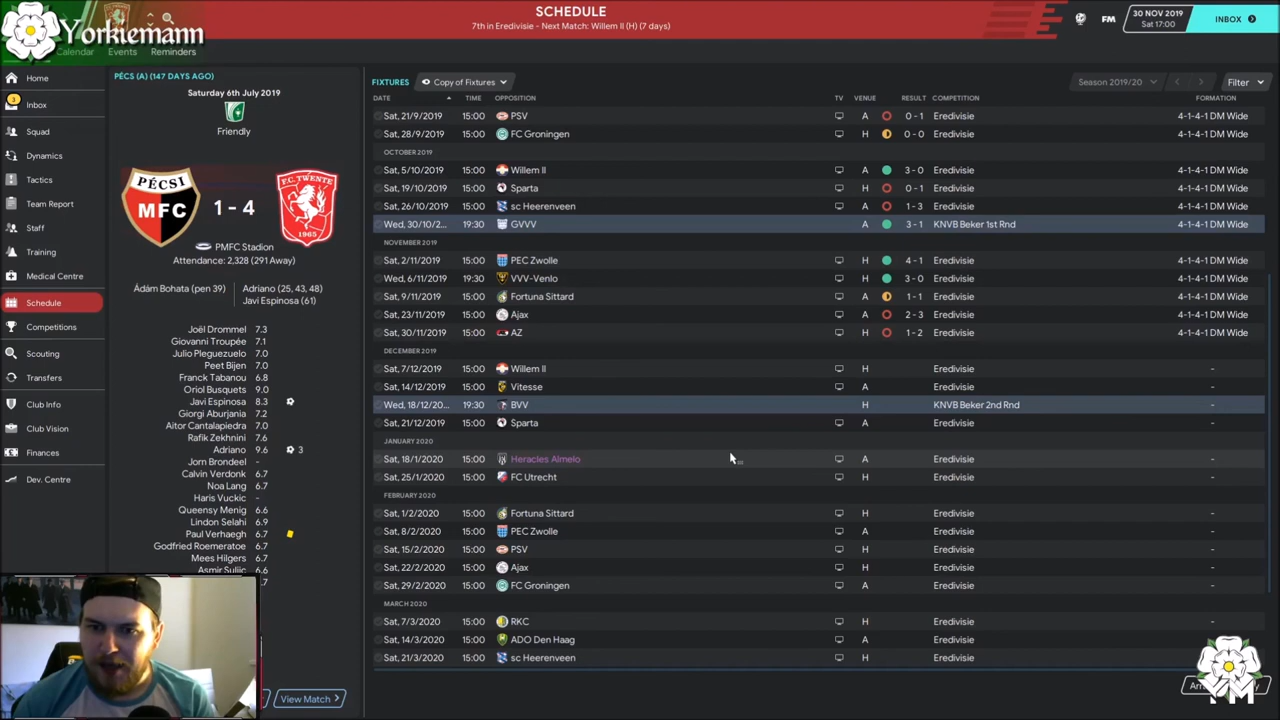 SCHEDULE
7th in Eredivisie - Next Match: Willem II (H) (7 days)
30 NOV 2019
Sat 17:00
INBOX
FM
Yorkiemann
Calendar Events Reminders
Home
Inbox
3
Squad
Dynamics
Tactics
Team Report
Staff
Training
Medical Centre
Schedule
Competitions
Scouting
Transfers
Club Info
Club Vision
Finances
Dev. Centre
PÉCS (A) (147 DAYS AGO)
Saturday 6th July 2019
Friendly
PÉCSI
MFC
1 - 4
F.C. TWENTE
1965
PMFC Stadion
Attendance: 2,328 (291 Away)
Ádám Bohata (pen 39)
Adriano (25, 43, 48)
Javi Espinosa (61)
Joël Drommel 7.3
Giovanni Troupée 7.1
Julio Pleguezuelo 7.0
Peet Bijen 7.0
Franck Tabanou 6.8
Oriol Busquets 9.0
Javi Espinosa 8.3
Giorgi Aburjania 7.2
Aitor Cantalapiedra 7.0
Rafik Zekhnini 7.6
Adriano 9.6 3
Jorn Brondeel -
Calvin Verdonk 6.7
Noa Lang 6.7
Haris Vuckic -
Queensy Menig 6.6
Lindon Selahi 6.9
Paul Verhaegh 6.7
Godfried Roemeratoe 6.7
Mees Hilgers 6.7
Asmir Suljic 6.6
View Match
FIXTURES Copy of Fixtures Season 2019/20 Filter
DATE TIME OPPOSITION TV VENUE RESULT COMPETITION FORMATION
Sat, 21/9/2019 15:00 PSV A 0 - 1 Eredivisie 4-1-4-1 DM Wide
Sat, 28/9/2019 15:00 FC Groningen H 0 - 0 Eredivisie 4-1-4-1 DM Wide
OCTOBER 2019
Sat, 5/10/2019 15:00 Willem II A 3 - 0 Eredivisie 4-1-4-1 DM Wide
Sat, 19/10/2019 15:00 Sparta H 0 - 1 Eredivisie 4-1-4-1 DM Wide
Sat, 26/10/2019 15:00 sc Heerenveen A 1 - 3 Eredivisie 4-1-4-1 DM Wide
Wed, 30/10/2... 19:30 GVVV A 3 - 1 KNVB Beker 1st Rnd 4-1-4-1 DM Wide
NOVEMBER 2019
Sat, 2/11/2019 15:00 PEC Zwolle H 4 - 1 Eredivisie 4-1-4-1 DM Wide
Wed, 6/11/2019 19:30 VVV-Venlo H 3 - 0 Eredivisie 4-1-4-1 DM Wide
Sat, 9/11/2019 15:00 Fortuna Sittard A 1 - 1 Eredivisie 4-1-4-1 DM Wide
Sat, 23/11/2019 15:00 Ajax A 2 - 3 Eredivisie 4-1-4-1 DM Wide
Sat, 30/11/2019 15:00 AZ H 1 - 2 Eredivisie 4-1-4-1 DM Wide
DECEMBER 2019
Sat, 7/12/2019 15:00 Willem II H Eredivisie -
Sat, 14/12/2019 15:00 Vitesse A Eredivisie -
Wed, 18/12/20... 19:30 BVV H KNVB Beker 2nd Rnd -
Sat, 21/12/2019 15:00 Sparta A Eredivisie -
JANUARY 2020
Sat, 18/1/2020 15:00 Heracles Almelo A Eredivisie -
Sat, 25/1/2020 15:00 FC Utrecht H Eredivisie -
FEBRUARY 2020
Sat, 1/2/2020 15:00 Fortuna Sittard H Eredivisie -
Sat, 8/2/2020 15:00 PEC Zwolle A Eredivisie -
Sat, 15/2/2020 15:00 PSV H Eredivisie -
Sat, 22/2/2020 15:00 Ajax H Eredivisie -
Sat, 29/2/2020 15:00 FC Groningen A Eredivisie -
MARCH 2020
Sat, 7/3/2020 15:00 RKC H Eredivisie -
Sat, 14/3/2020 15:00 ADO Den Haag A Eredivisie -
Sat, 21/3/2020 15:00 sc Heerenveen H Eredivisie -
YM